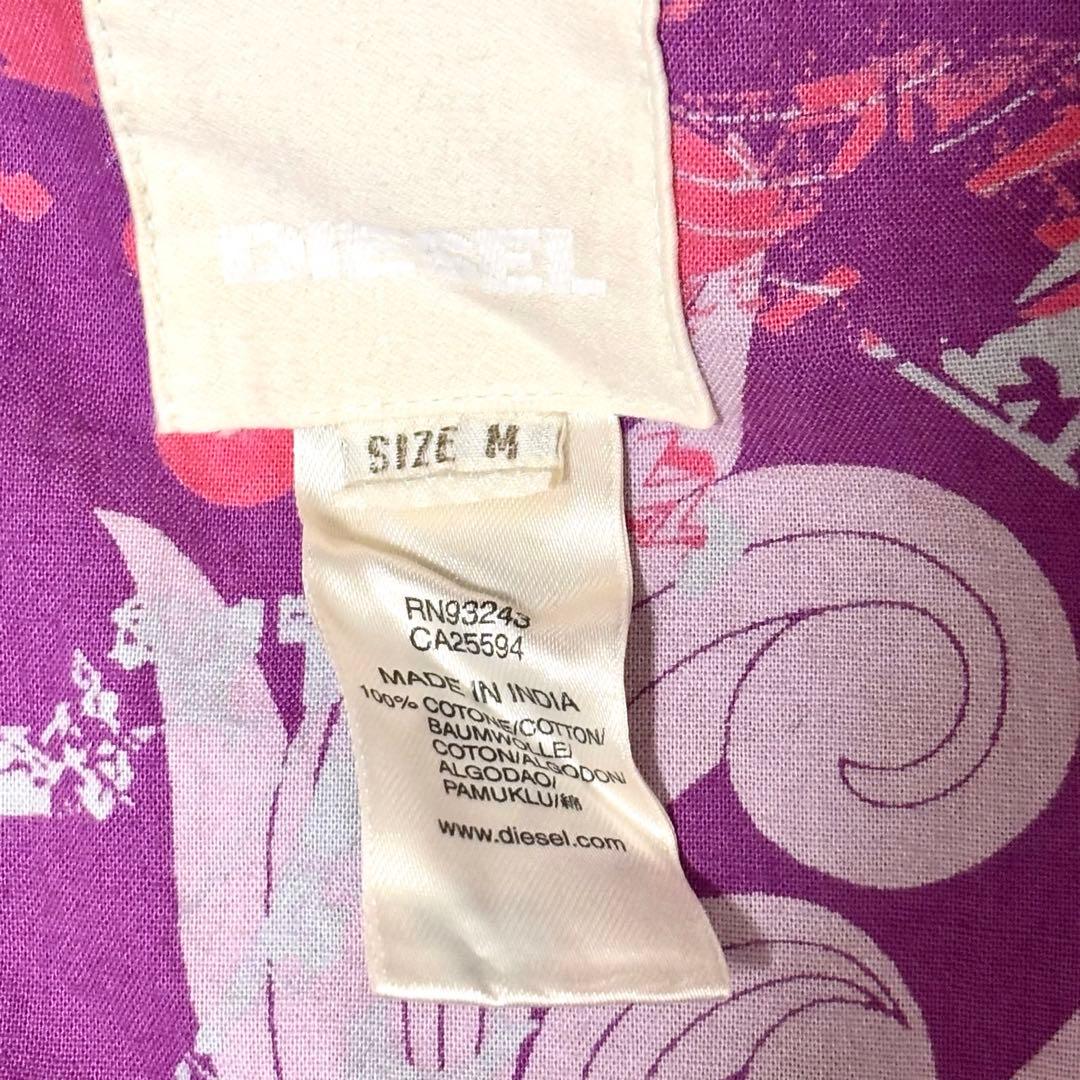 DIESEL
SIZE M
RN93243
CA25594
MADE IN INDIA
100% COTONE/COTTON/
BAUMWOLLE/
COTON/ALGODON/
ALGODAO/
PAMUKLU/綿
www.diesel.com